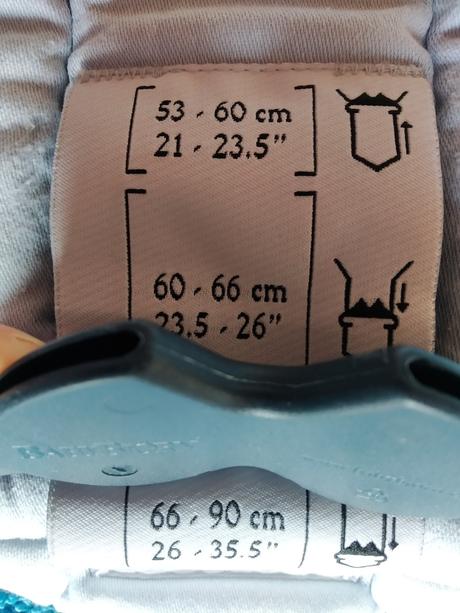 53 - 60 cm
21 - 23.5"
60 - 66 cm
23.5 - 26"
BABYBJÖRN
66 - 90 cm
26 - 35.5"